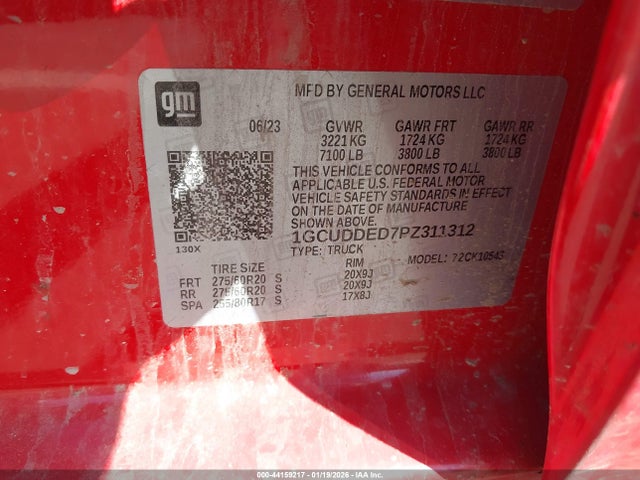 gm
MFD BY GENERAL MOTORS LLC
06/23 GVWR GAWR FRT GAWR RR
3221 KG 1724 KG 1724 KG
7100 LB 3800 LB 3800 LB
THIS VEHICLE CONFORMS TO ALL
APPLICABLE U.S. FEDERAL MOTOR
VEHICLE SAFETY STANDARDS IN EFFECT
ON THE DATE OF MANUFACTURE
SHOWN ABOVE.
1GCUDDED7PZ311312
130X
TYPE: TRUCK MODEL: 72CK10543
TIRE SIZE RIM
FRT 275/60R20 S 20X9J
RR 275/60R20 S 20X9J
SPA 255/80R17 S 17X8J
000-44159217 - 01/19/2026 - IAA Inc.